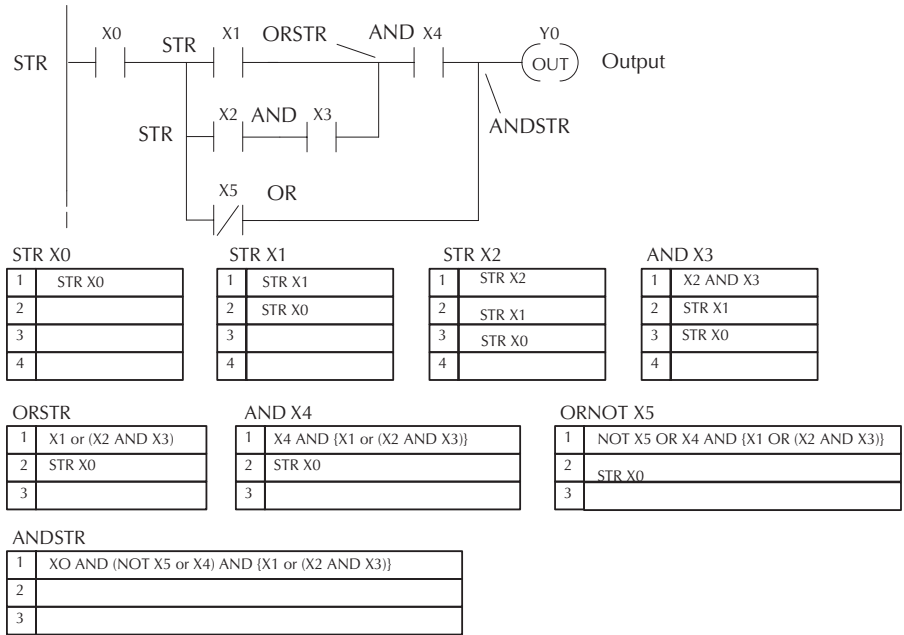 X0 STR X1 ORSTR AND X4 Y0
STR OUT Output
X2 AND X3 ANDSTR
STR
X5 OR
STR X0 STR X1 STR X2 AND X3
1 STR X0 1 STR X1 1 STR X2 1 X2 AND X3
2 2 STR X0 2 STR X1 2 STR X1
3 3 3 STR X0 3 STR X0
4 4 4 4
ORSTR AND X4 ORNOT X5
1 X1 or (X2 AND X3) 1 X4 AND {X1 or (X2 AND X3)} 1 NOT X5 OR X4 AND {X1 OR (X2 AND X3)}
2 STR X0 2 STR X0 2 STR X0
3 3 3
ANDSTR
1 XO AND (NOT X5 or X4) AND {X1 or (X2 AND X3)}
2
3